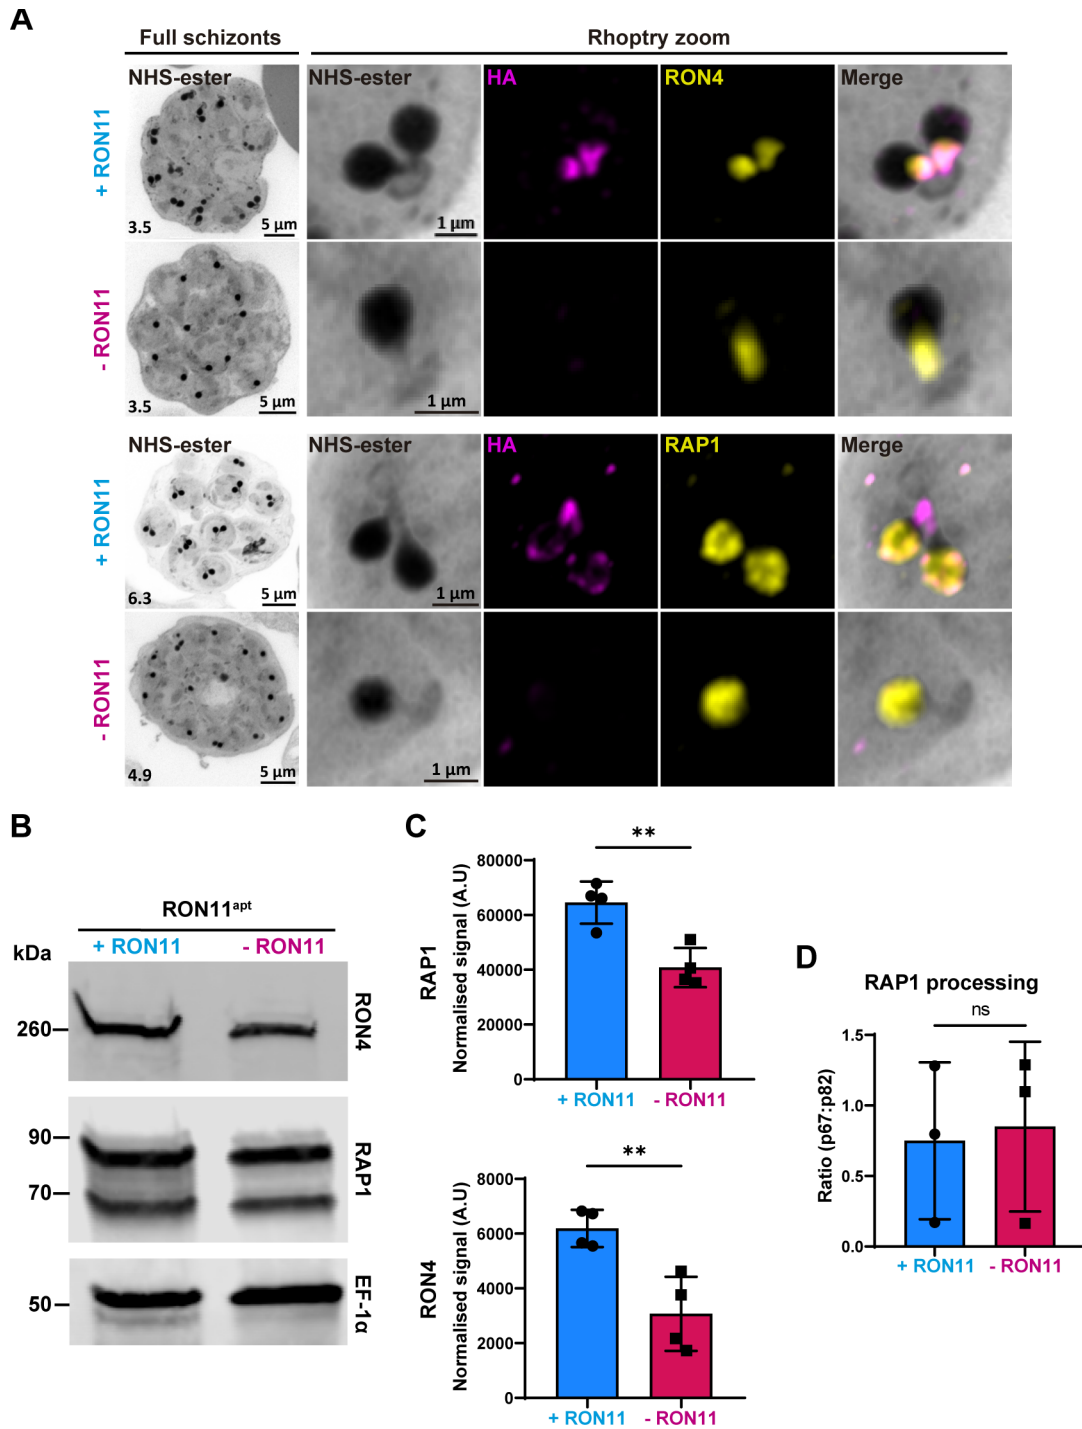 A
Full schizonts
Rhoptry zoom
NHS-ester NHS-ester HA RON4 Merge
+ RON11
3.5 5 µm 1 µm
- RON11
3.5 5 µm 1 µm
NHS-ester NHS-ester HA RAP1 Merge
+ RON11
6.3 5 µm 1 µm
- RON11
4.9 5 µm 1 µm
B
RON11apt
kDa + RON11 - RON11
260 RON4
90
70
RAP1
50 EF-1α
C
**
RAP1
Normalised signal (A.U)
80000
60000
40000
20000
0
+ RON11 - RON11
**
RON4
Normalised signal (A.U)
8000
6000
4000
2000
0
+ RON11 - RON11
D
RAP1 processing
ns
Ratio (p67:p82)
1.5
1.0
0.5
0.0
+ RON11 - RON11